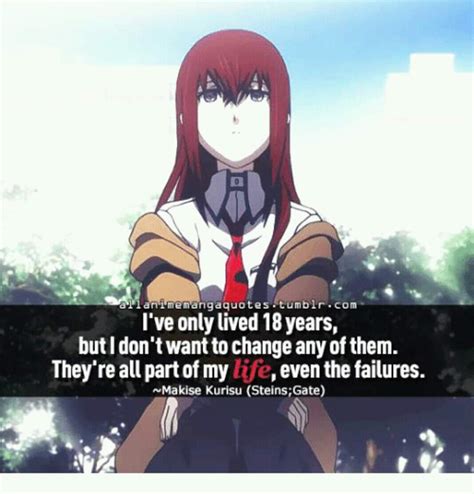 allanimemangaquotes.tumblr.com
I've only lived 18 years,
but I don't want to change any of them.
They're all part of my life, even the failures.
~Makise Kurisu (Steins;Gate)